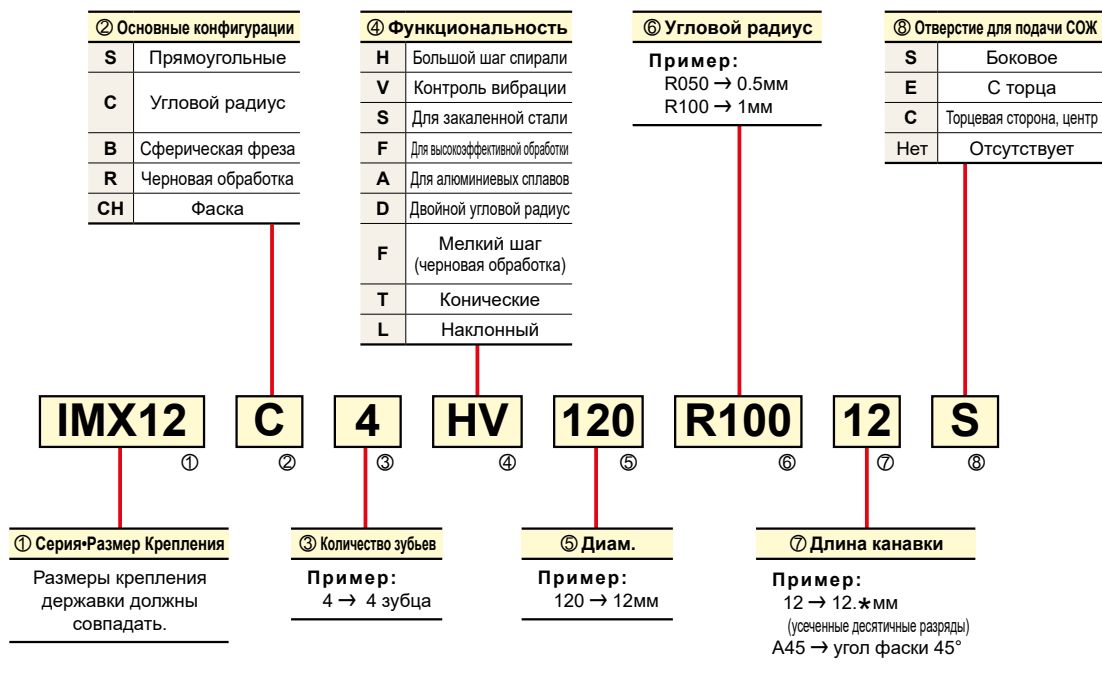 ② Основные конфигурации
S Прямоугольные
C Угловой радиус
B Сферическая фреза
R Черновая обработка
CH Фаска
④ Функциональность
H Большой шаг спирали
V Контроль вибрации
S Для закаленной стали
F Для высокоэффективной обработки
A Для алюминиевых сплавов
D Двойной угловой радиус
F Мелкий шаг
(черновая обработка)
T Конические
L Наклонный
⑥ Угловой радиус
Пример:
R050 → 0.5мм
R100 → 1мм
⑧ Отверстие для подачи СОЖ
S Боковое
E С торца
C Торцевая сторона, центр
Нет Отсутствует
IMX12 C 4 HV 120 R100 12 S
① ② ③ ④ ⑤ ⑥ ⑦ ⑧
① Серия•Размер Крепления
Размеры крепления
державки должны
совпадать.
③ Количество зубьев
Пример:
4 → 4 зубца
⑤ Диам.
Пример:
120 → 12мм
⑦ Длина канавки
Пример:
12 → 12.★мм
(усеченные десятичные разряды)
A45 → угол фаски 45°